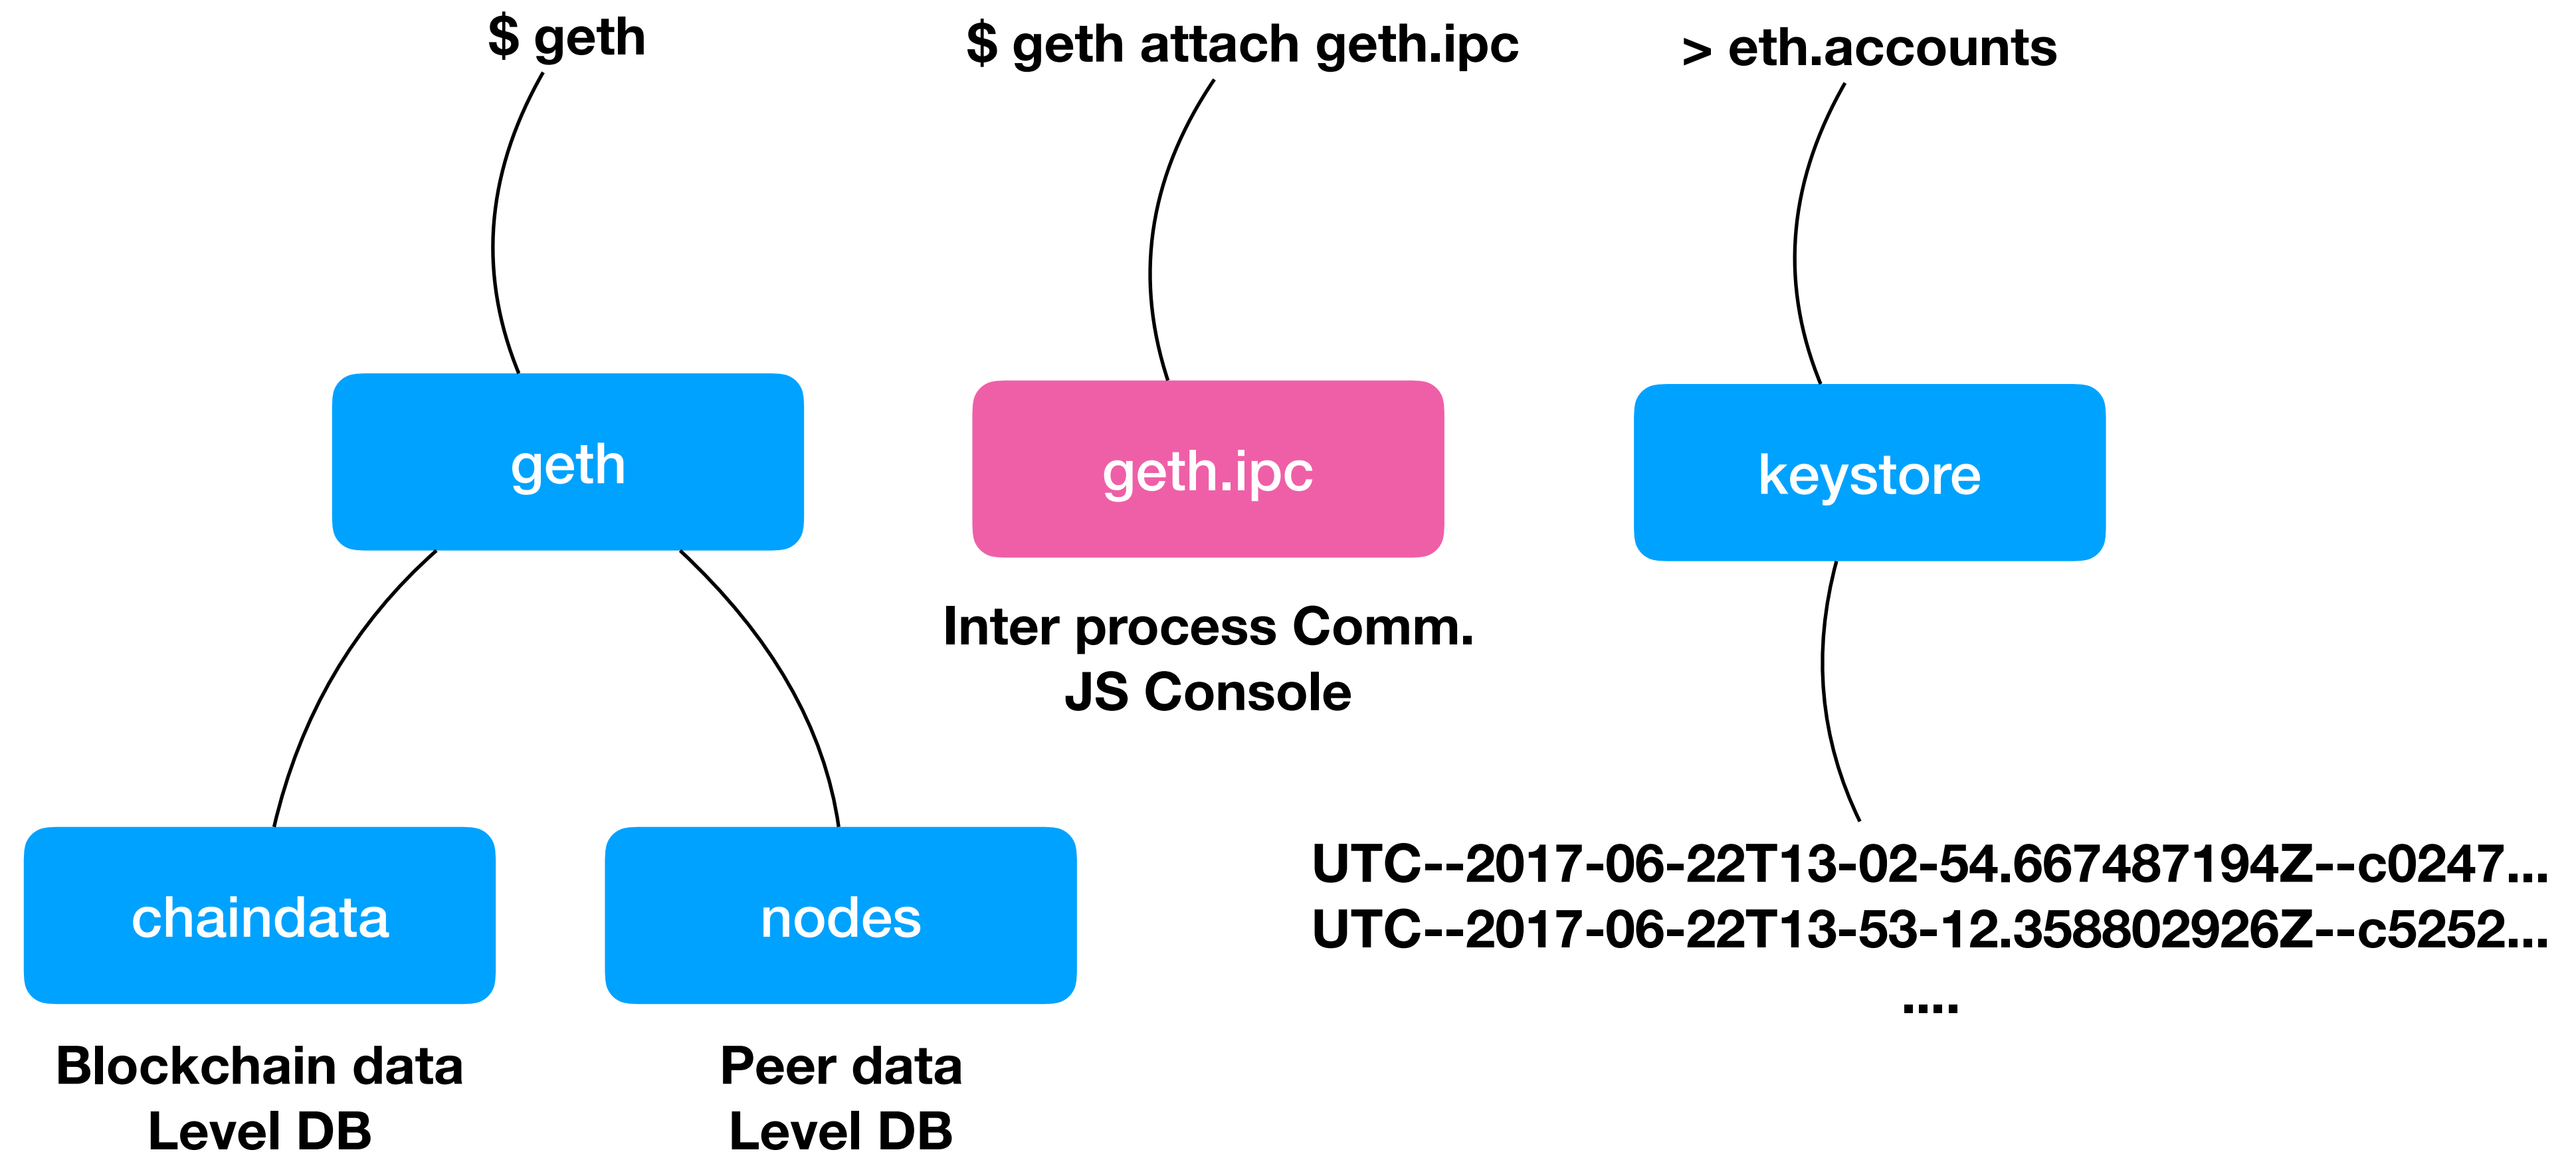 $ geth
$ geth attach geth.ipc
> eth.accounts
geth
geth.ipc
keystore
Inter process Comm.
JS Console
chaindata
nodes
UTC--2017-06-22T13-02-54.667487194Z--c0247...
UTC--2017-06-22T13-53-12.358802926Z--c5252...
....
Blockchain data
Level DB
Peer data
Level DB